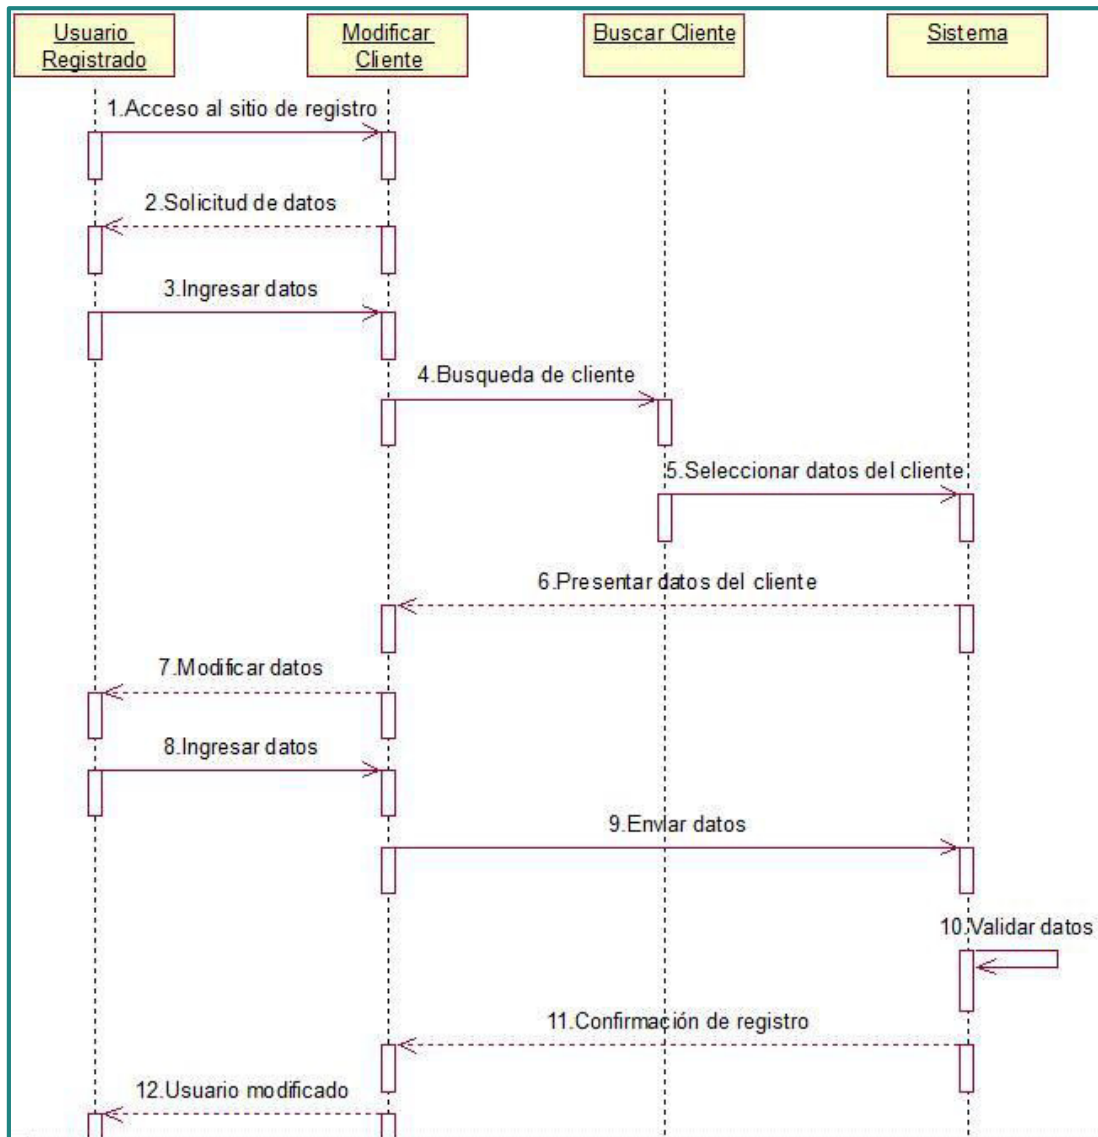 Usuario
Registrado
Modificar
Cliente
Buscar Cliente
Sistema
1.Acceso al sitio de registro
2.Solicitud de datos
3.Ingresar datos
4.Busqueda de cliente
5.Seleccionar datos del cliente
6.Presentar datos del cliente
7.Modificar datos
8.Ingresar datos
9.Enviar datos
10.Validar datos
11.Confirmación de registro
12.Usuario modificado